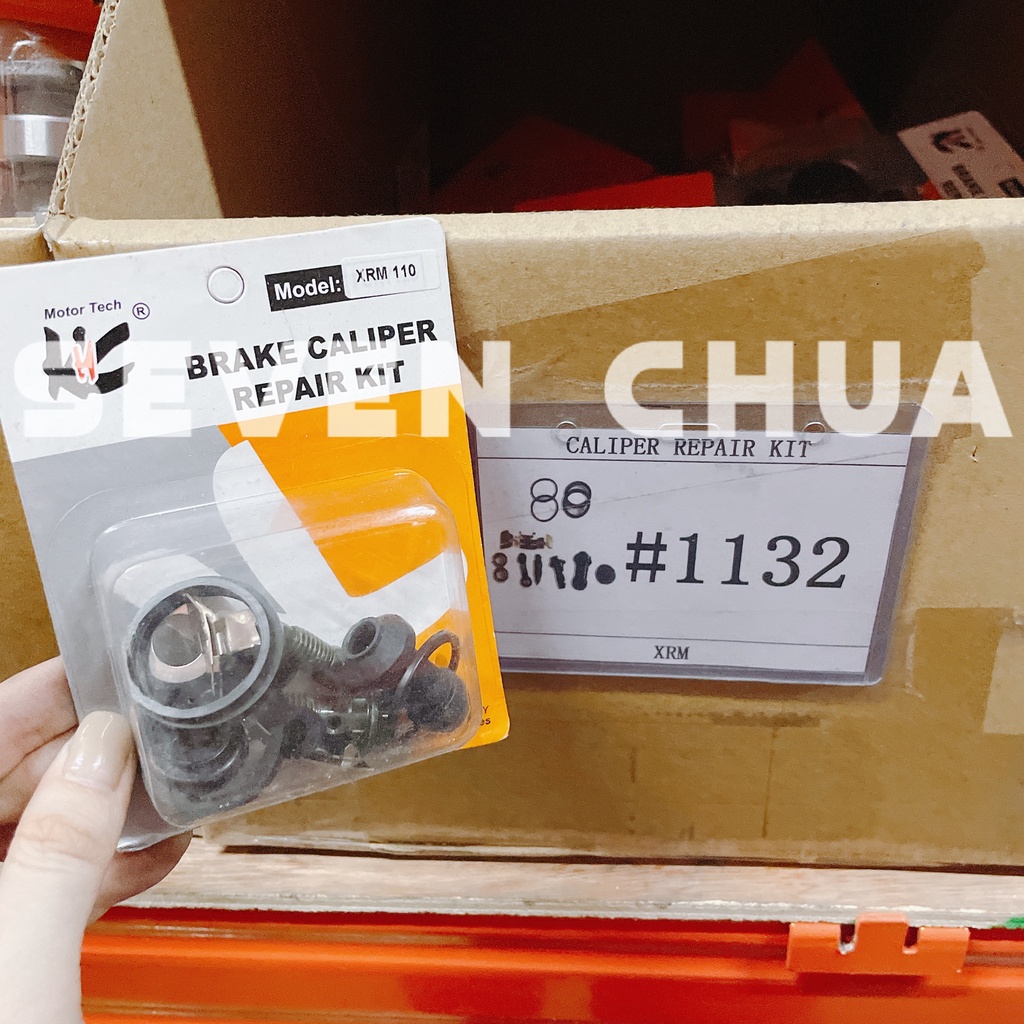 Model: XRM 110
Motor Tech ®
BRAKE CALIPER
REPAIR KIT
SEVEN CHUA
CALIPER REPAIR KIT
#1132
XRM